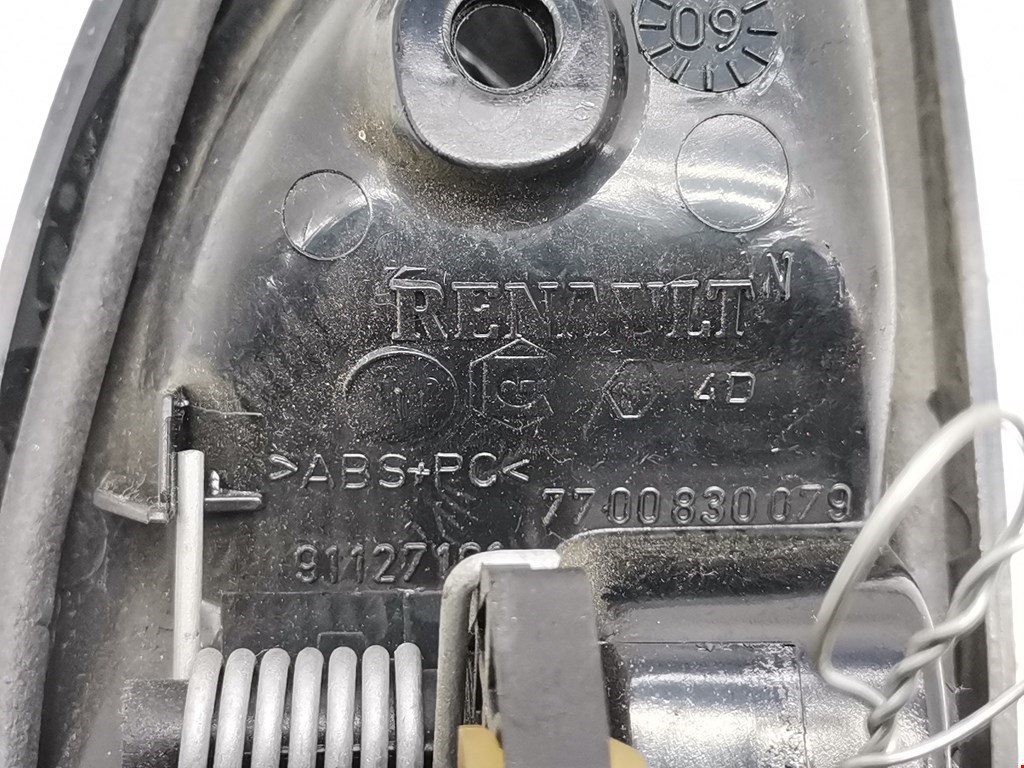 09
RENAULT N
4D
>ABS+PC<
7700830079